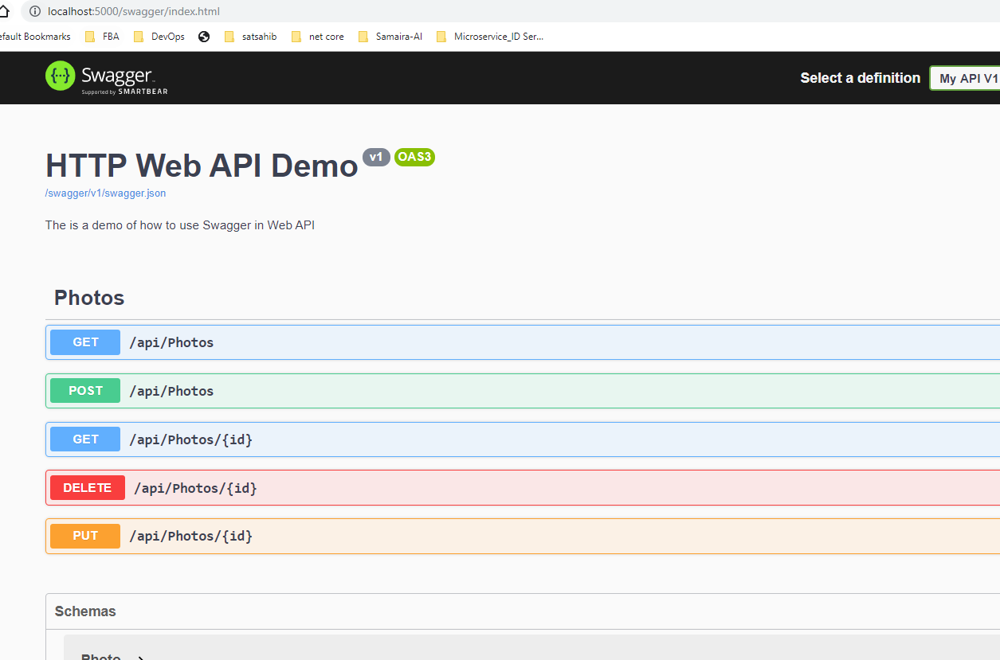 localhost:5000/swagger/index.html
efault Bookmarks FBA DevOps satsahib net core Samaira-AI Microservice_ID Ser...
{...} Swagger Select a definition My API V1
Supported by SMARTBEAR
HTTP Web API Demo v1 OAS3
/swagger/v1/swagger.json
The is a demo of how to use Swagger in Web API
Photos
GET /api/Photos
POST /api/Photos
GET /api/Photos/{id}
DELETE /api/Photos/{id}
PUT /api/Photos/{id}
Schemas
Photo